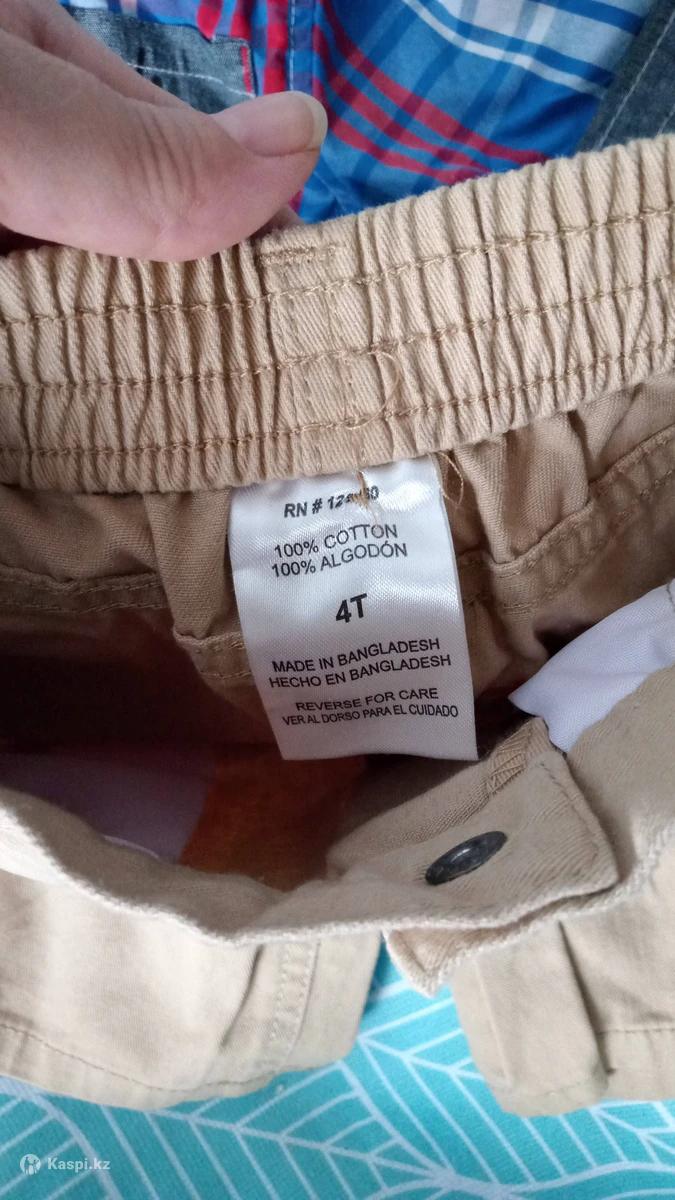 RN #
100% COTTON
100% ALGODÓN
4T
MADE IN BANGLADESH
HECHO EN BANGLADESH
REVERSE FOR CARE
VER AL DORSO PARA EL CUIDADO
Kaspi.kz